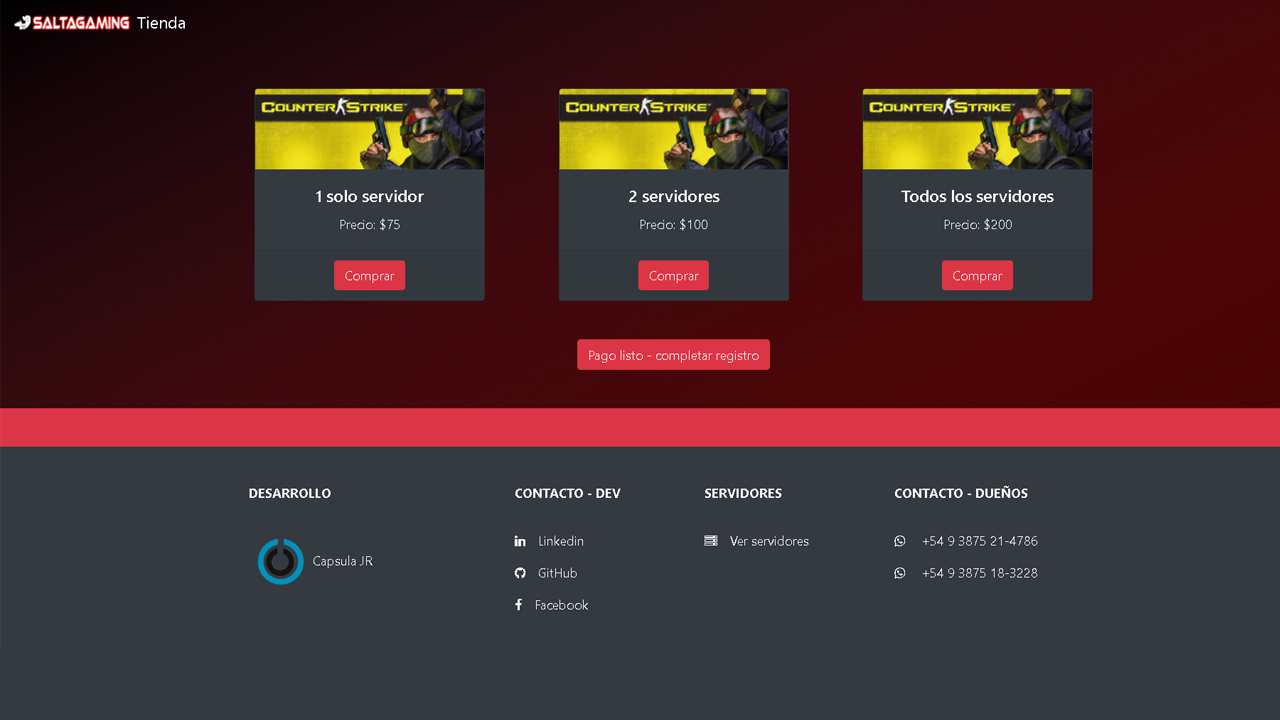 SALTAGAMING Tienda
COUNTER STRIKE
1 solo servidor
Precio: $75
Comprar
COUNTER STRIKE
2 servidores
Precio: $100
Comprar
COUNTER STRIKE
Todos los servidores
Precio: $200
Comprar
Pago listo - completar registro
DESARROLLO
Capsula JR
CONTACTO - DEV
Linkedin
GitHub
Facebook
SERVIDORES
Ver servidores
CONTACTO - DUEÑOS
+54 9 3875 21-4786
+54 9 3875 18-3228